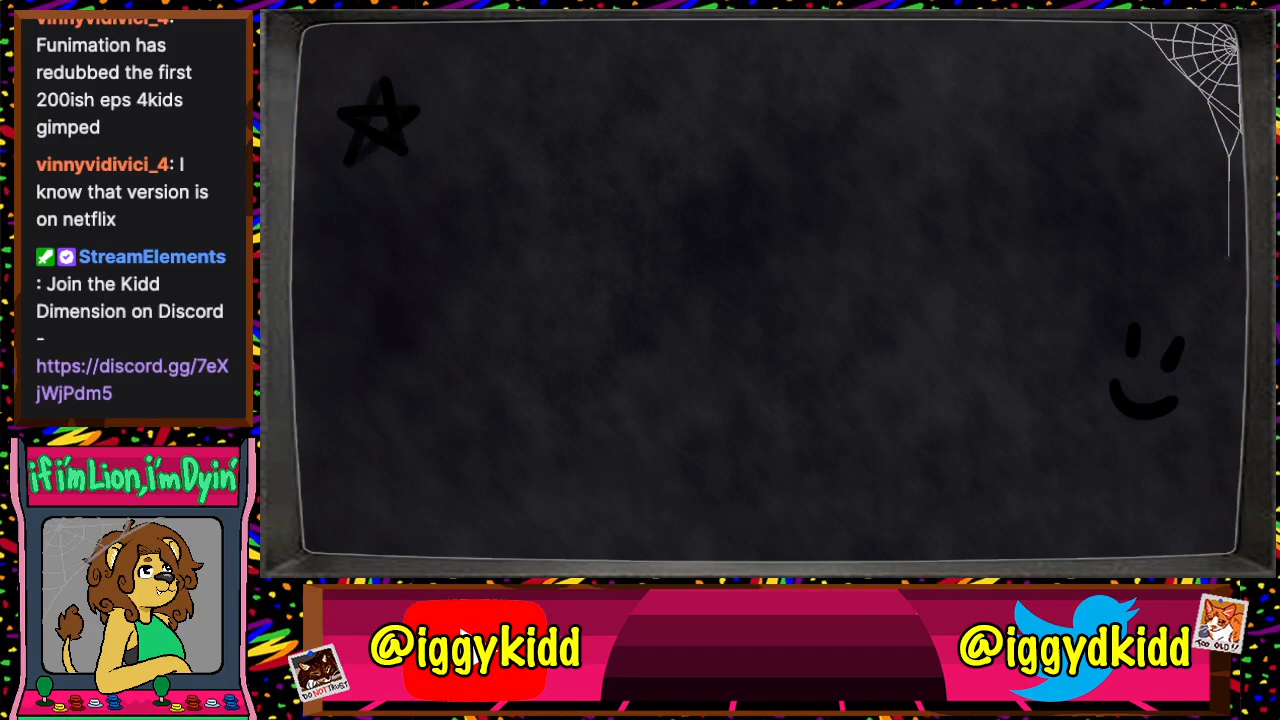 vinnyvidivici_4:
Funimation has
redubbed the first
200ish eps 4kids
gimped
vinnyvidivici_4: I
know that version is
on netflix
StreamElements
: Join the Kidd
Dimension on Discord
-
https://discord.gg/7eX
jWjPdm5
if i'm Lion, i'm Dyin'
@iggykidd
@iggydkidd
DO NOT TRUST
TOO OLD!!